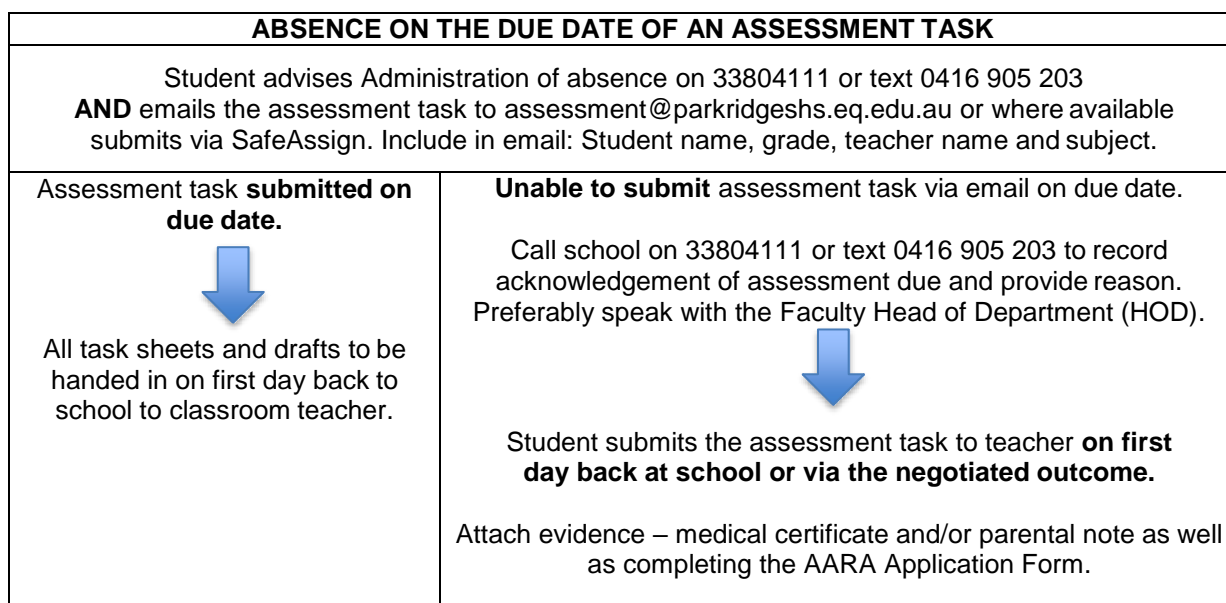 ABSENCE ON THE DUE DATE OF AN ASSESSMENT TASK
Student advises Administration of absence on 33804111 or text 0416 905 203
AND emails the assessment task to assessment@parkridgeshs.eq.edu.au or where available
submits via SafeAssign. Include in email: Student name, grade, teacher name and subject.
Assessment task submitted on
due date.
All task sheets and drafts to be
handed in on first day back to
school to classroom teacher.
Unable to submit assessment task via email on due date.
Call school on 33804111 or text 0416 905 203 to record
acknowledgement of assessment due and provide reason.
Preferably speak with the Faculty Head of Department (HOD).
Student submits the assessment task to teacher on first
day back at school or via the negotiated outcome.
Attach evidence – medical certificate and/or parental note as well
as completing the AARA Application Form.